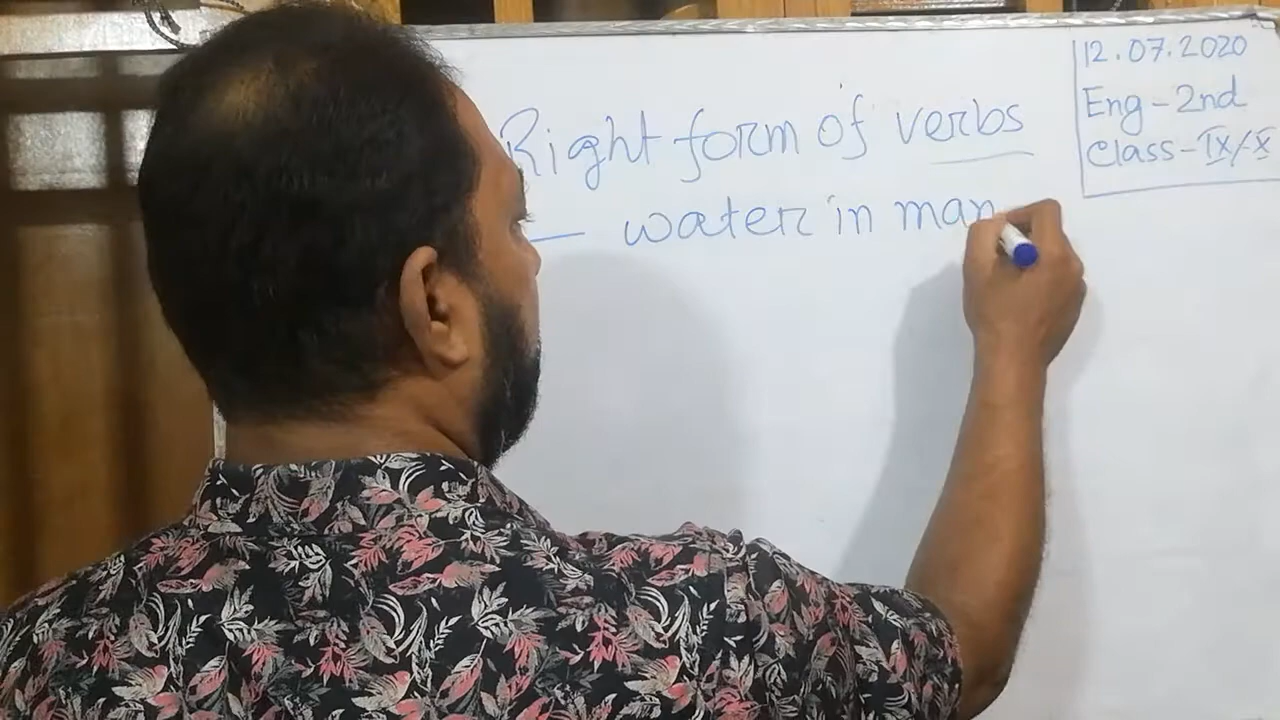 Right form of verbs
water in man
12.07.2020
Eng-2nd
Class-IX/X